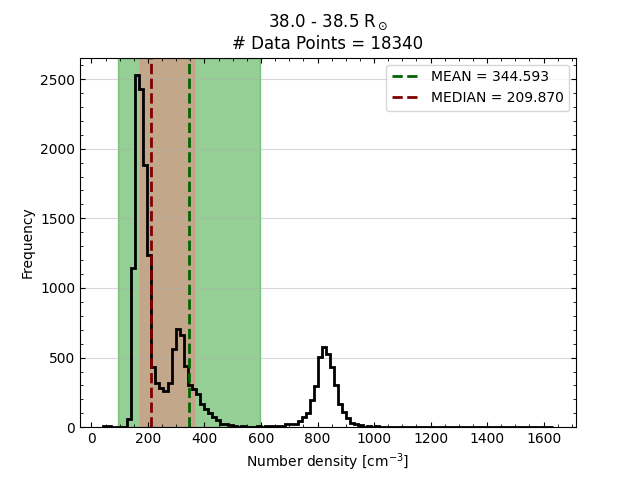 38.0 - 38.5 R⊙
# Data Points = 18340
MEAN = 344.593
MEDIAN = 209.870
Frequency
2500
2000
1500
1000
500
0
0 200 400 600 800 1000 1200 1400 1600
Number density [cm⁻³]